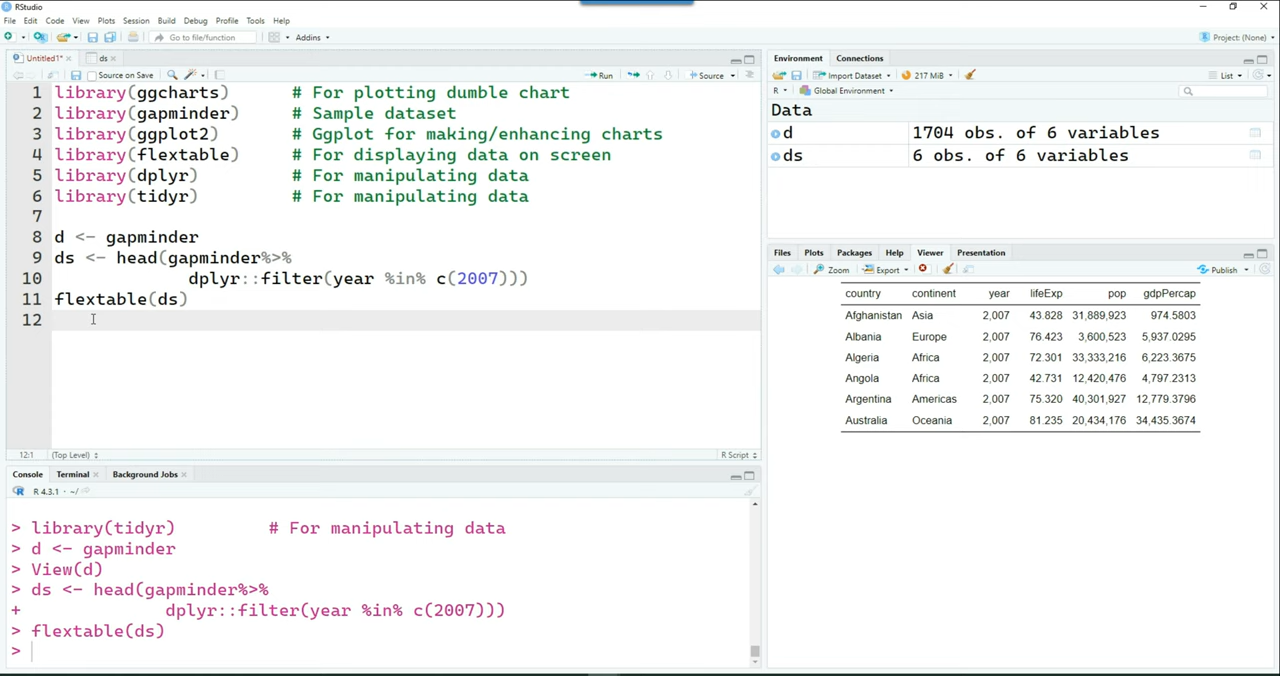 RStudio
File Edit Code View Plots Session Build Debug Profile Tools Help
Go to file/function Addins Project: (None)
Untitled1* ds
Source on Save Run Source
1 library(ggcharts) # For plotting dumble chart
2 library(gapminder) # Sample dataset
3 library(ggplot2) # Ggplot for making/enhancing charts
4 library(flextable) # For displaying data on screen
5 library(dplyr) # For manipulating data
6 library(tidyr) # For manipulating data
7
8 d <- gapminder
9 ds <- head(gapminder%>%
10 dplyr::filter(year %in% c(2007)))
11 flextable(ds)
12
12:1 (Top Level) R Script
Console Terminal Background Jobs
R 4.3.1 · ~/
> library(tidyr) # For manipulating data
> d <- gapminder
> View(d)
> ds <- head(gapminder%>%
+ dplyr::filter(year %in% c(2007)))
> flextable(ds)
>
Environment Connections
Import Dataset 217 MiB List
R Global Environment
Data
d 1704 obs. of 6 variables
ds 6 obs. of 6 variables
Files Plots Packages Help Viewer Presentation
Zoom Export Publish
country continent year lifeExp pop gdpPercap
Afghanistan Asia 2,007 43.828 31,889,923 974.5803
Albania Europe 2,007 76.423 3,600,523 5,937.0295
Algeria Africa 2,007 72.301 33,333,216 6,223.3675
Angola Africa 2,007 42.731 12,420,476 4,797.2313
Argentina Americas 2,007 75.320 40,301,927 12,779.3796
Australia Oceania 2,007 81.235 20,434,176 34,435.3674